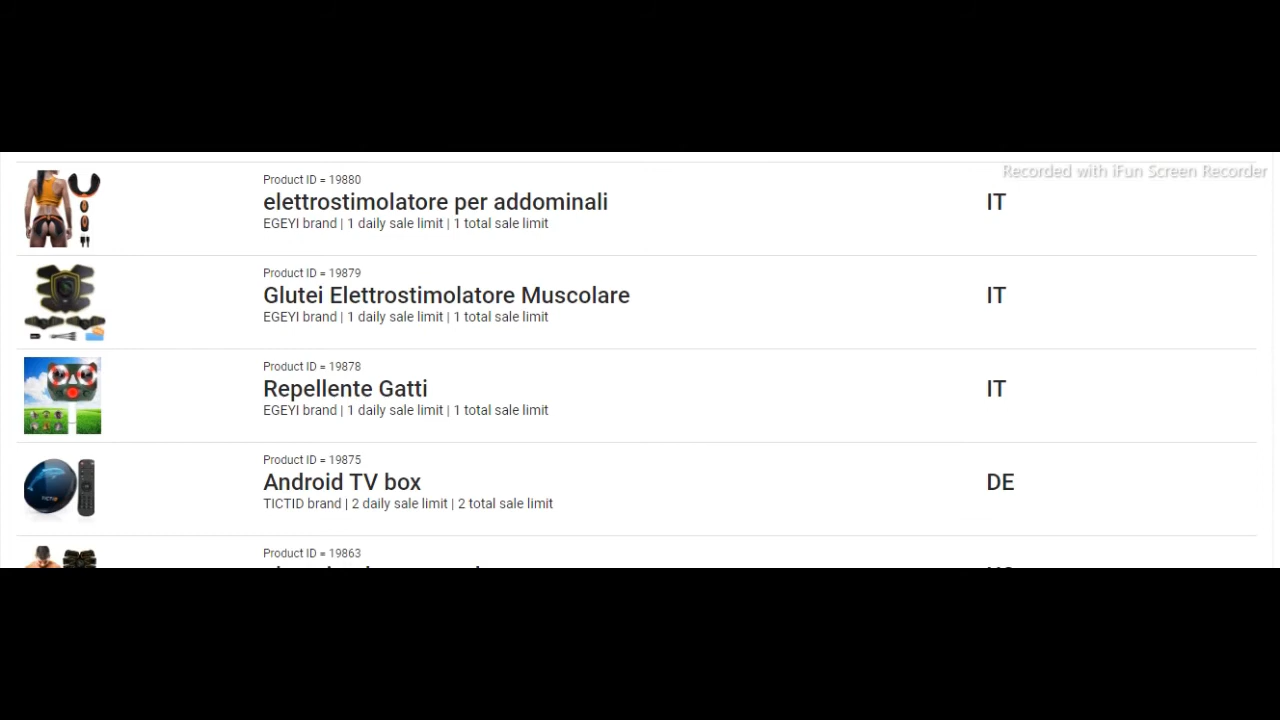 Recorded with iFun Screen Recorder
Product ID = 19880
elettrostimolatore per addominali
IT
EGEYI brand | 1 daily sale limit | 1 total sale limit
Product ID = 19879
Glutei Elettrostimolatore Muscolare
IT
EGEYI brand | 1 daily sale limit | 1 total sale limit
Product ID = 19878
Repellente Gatti
IT
EGEYI brand | 1 daily sale limit | 1 total sale limit
Product ID = 19875
Android TV box
DE
TICTID brand | 2 daily sale limit | 2 total sale limit
Product ID = 19863